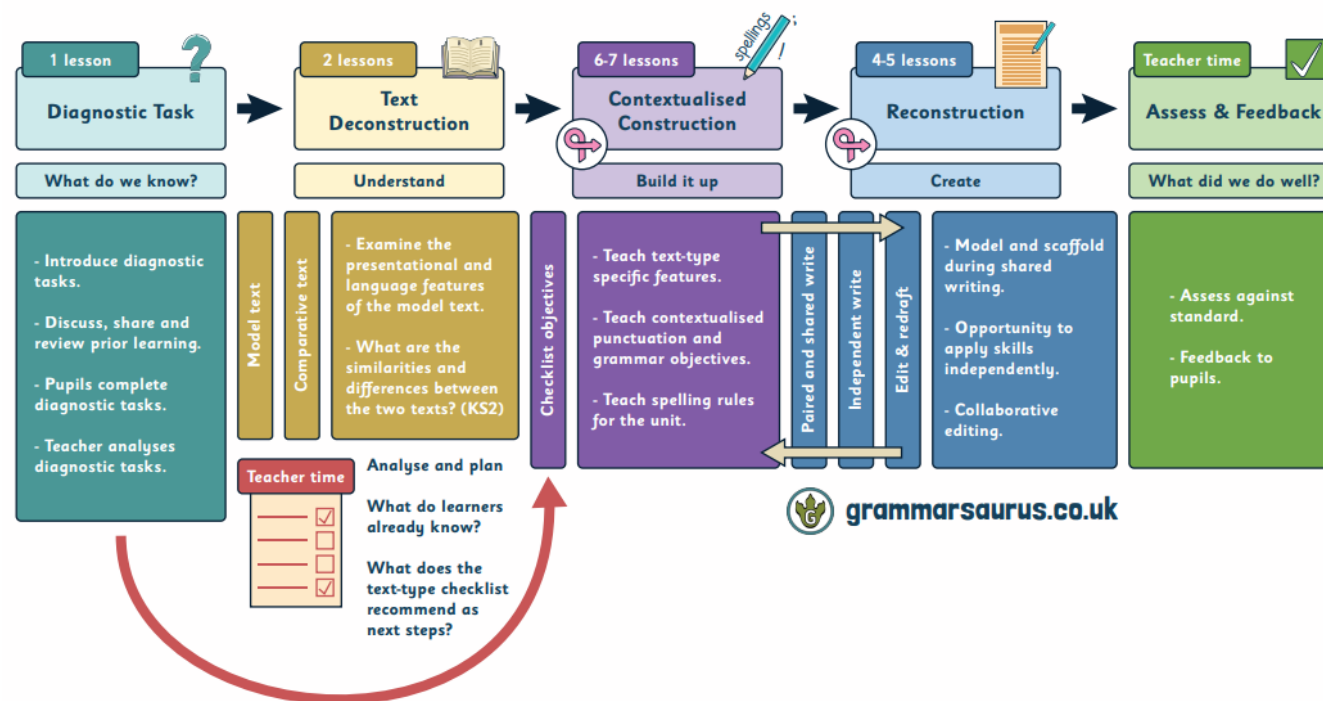 1 lesson
Diagnostic Task
What do we know?
- Introduce diagnostic
tasks.
- Discuss, share and
review prior learning.
- Pupils complete
diagnostic tasks.
- Teacher analyses
diagnostic tasks.
2 lessons
Text
Deconstruction
Understand
Model text
Comparative text
- Examine the
presentational and
language features
of the model text.
- What are the
similarities and
differences between
the two texts? (KS2)
Teacher time
Analyse and plan
What do learners
already know?
What does the
text-type checklist
recommend as
next steps?
6-7 lessons
spellings
;
!
Contextualised
Construction
Build it up
Checklist objectives
- Teach text-type
specific features.
- Teach contextualised
punctuation and
grammar objectives.
- Teach spelling rules
for the unit.
4-5 lessons
Reconstruction
Create
Paired and shared write
Independent write
Edit & redraft
- Model and scaffold
during shared
writing.
- Opportunity to
apply skills
independently.
- Collaborative
editing.
Teacher time
Assess & Feedback
What did we do well?
- Assess against
standard.
- Feedback to
pupils.
G
grammarsaurus.co.uk